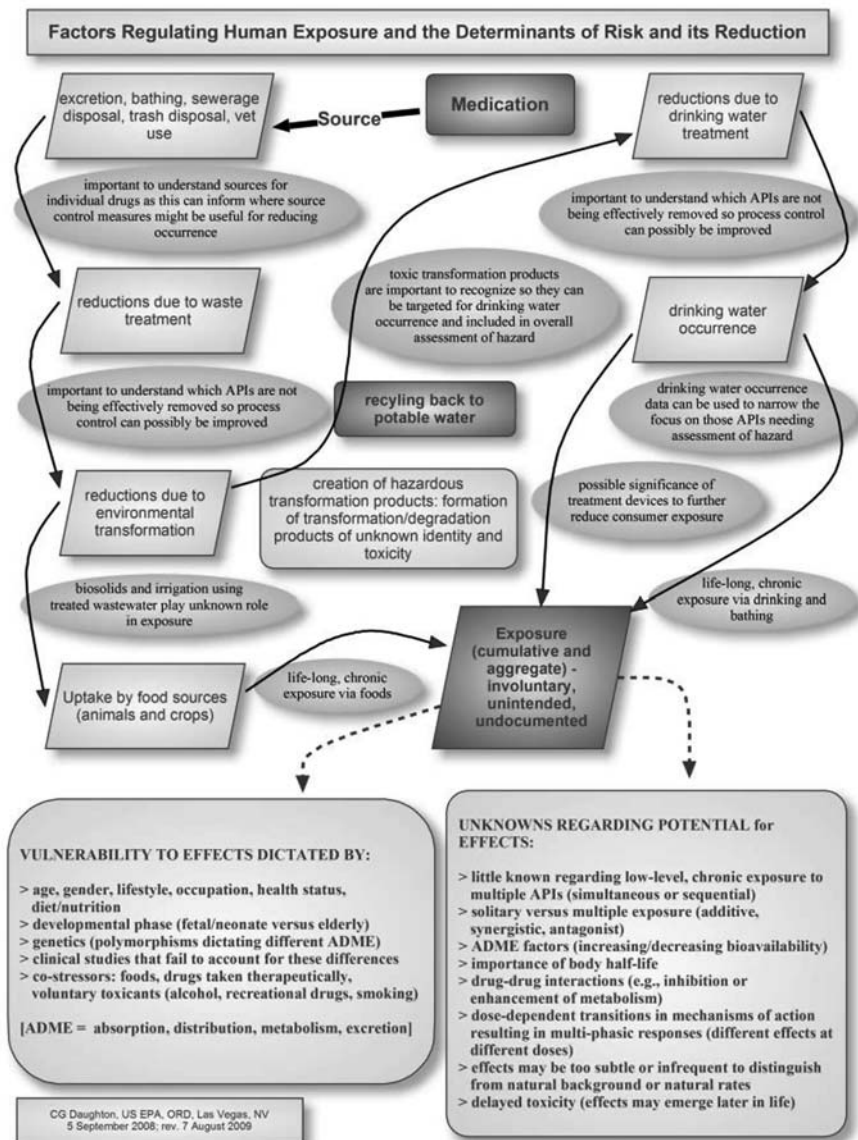 Factors Regulating Human Exposure and the Determinants of Risk and its Reduction
excretion, bathing, sewerage
disposal, trash disposal, vet
use
Source
Medication
reductions due to
drinking water
treatment
important to understand sources for
individual drugs as this can inform where source
control measures might be useful for reducing
occurrence
important to understand which APIs are not
being effectively removed so process control
can possibly be improved
reductions due to waste
treatment
toxic transformation products
are important to recognize so they can
be targeted for drinking water
occurrence and included in overall
assessment of hazard
drinking water
occurrence
important to understand which APIs are not
being effectively removed so process
control can possibly be improved
recyling back to
potable water
drinking water occurrence
data can be used to narrow the
focus on those APIs needing
assessment of hazard
reductions due to
environmental
transformation
creation of hazardous
transformation products: formation
of transformation/degradation
products of unknown identity and
toxicity
possible significance of
treatment devices to further
reduce consumer exposure
biosolids and irrigation using
treated wastewater play unknown role
in exposure
life-long, chronic
exposure via drinking and
bathing
Uptake by food sources
(animals and crops)
life-long, chronic
exposure via foods
Exposure
(cumulative and
aggregate) -
involuntary,
unintended,
undocumented
VULNERABILITY TO EFFECTS DICTATED BY:
> age, gender, lifestyle, occupation, health status,
diet/nutrition
> developmental phase (fetal/neonate versus elderly)
> genetics (polymorphisms dictating different ADME)
> clinical studies that fail to account for these differences
> co-stressors: foods, drugs taken therapeutically,
voluntary toxicants (alcohol, recreational drugs, smoking)
[ADME = absorption, distribution, metabolism, excretion]
UNKNOWNS REGARDING POTENTIAL for
EFFECTS:
> little known regarding low-level, chronic exposure to
multiple APIs (simultaneous or sequential)
> solitary versus multiple exposure (additive,
synergistic, antagonist)
> ADME factors (increasing/decreasing bioavailability)
> importance of body half-life
> drug-drug interactions (e.g., inhibition or
enhancement of metabolism)
> dose-dependent transitions in mechanisms of action
resulting in multi-phasic responses (different effects at
different doses)
> effects may be too subtle or infrequent to distinguish
from natural background or natural rates
> delayed toxicity (effects may emerge later in life)
CG Daughton, US EPA, ORD, Las Vegas, NV
5 September 2008; rev. 7 August 2009